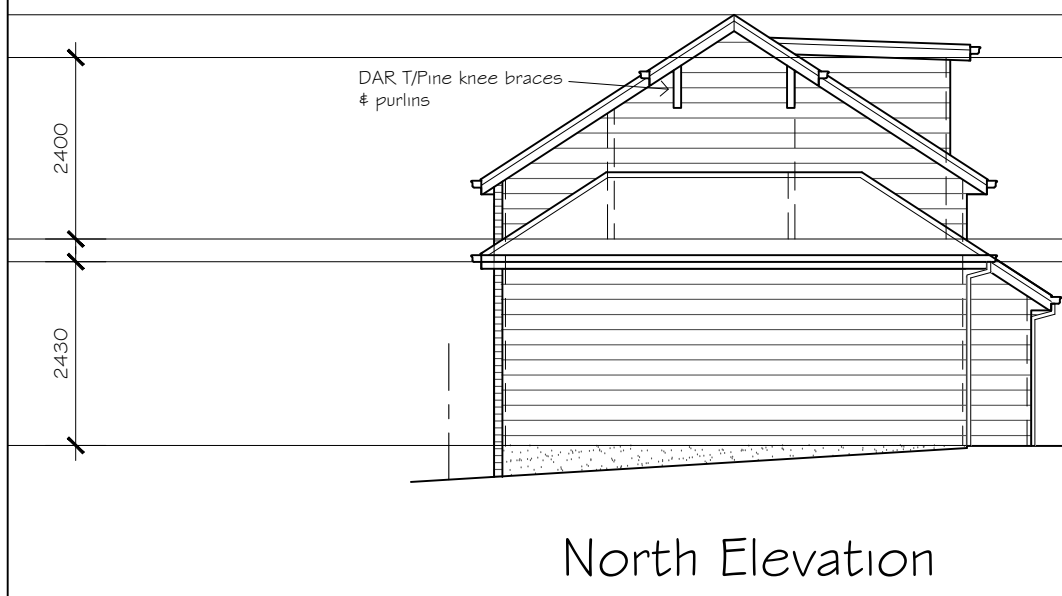 DAR T/Pine knee braces
& purlins
2400
2430
North Elevation